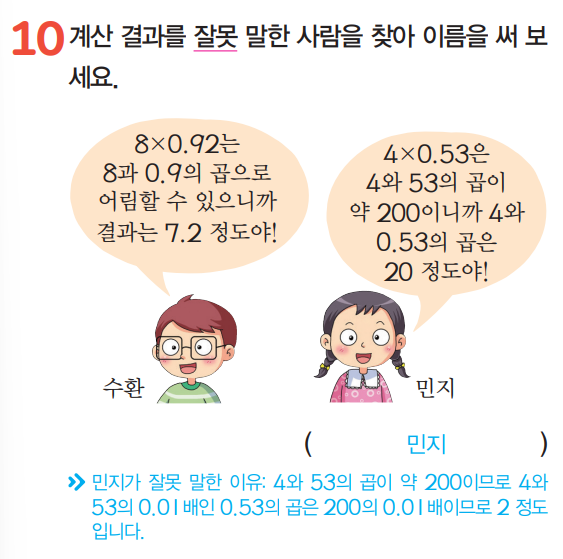 10 계산 결과를 잘못 말한 사람을 찾아 이름을 써 보
세요.
8×0.92는
8과 0.9의 곱으로
어림할 수 있으니까
결과는 7.2 정도야!
4×0.53은
4와 53의 곱이
약 200이니까 4와
0.53의 곱은
20 정도야!
수환
민지
( 민지 )
» 민지가 잘못 말한 이유: 4와 53의 곱이 약 200이므로 4와
53의 0.01배인 0.53의 곱은 200의 0.01배이므로 2 정도
입니다.